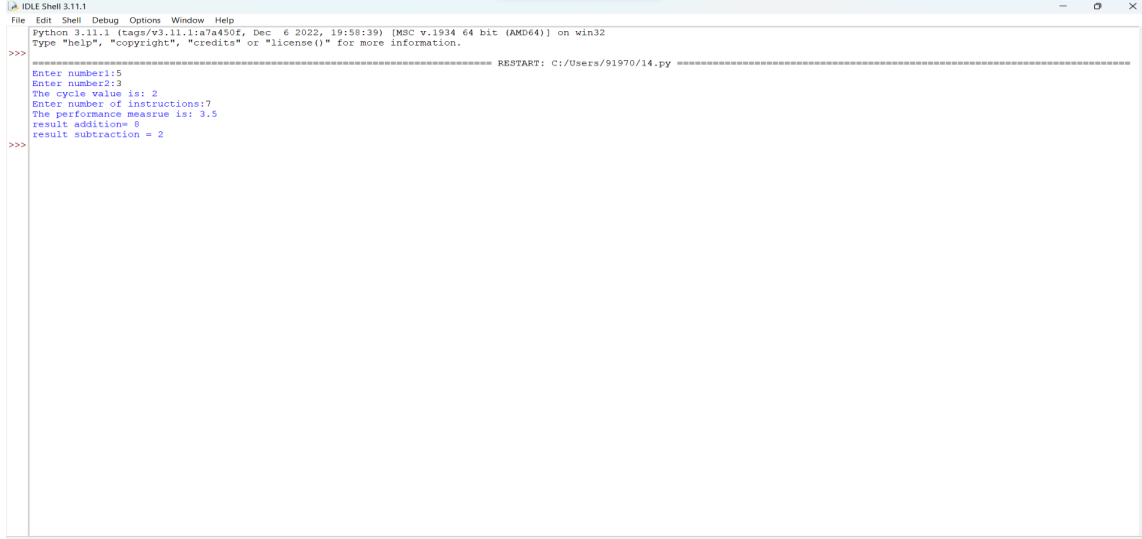 IDLE Shell 3.11.1
File Edit Shell Debug Options Window Help
Python 3.11.1 (tags/v3.11.1:a7a450f, Dec  6 2022, 19:58:39) [MSC v.1934 64 bit (AMD64)] on win32
Type "help", "copyright", "credits" or "license()" for more information.
>>>
============================================================================= RESTART: C:/Users/91970/14.py ============================================================================
Enter number1:5
Enter number2:3
The cycle value is: 2
Enter number of instructions:7
The performance measrue is: 3.5
result addition= 8
result subtraction = 2
>>>